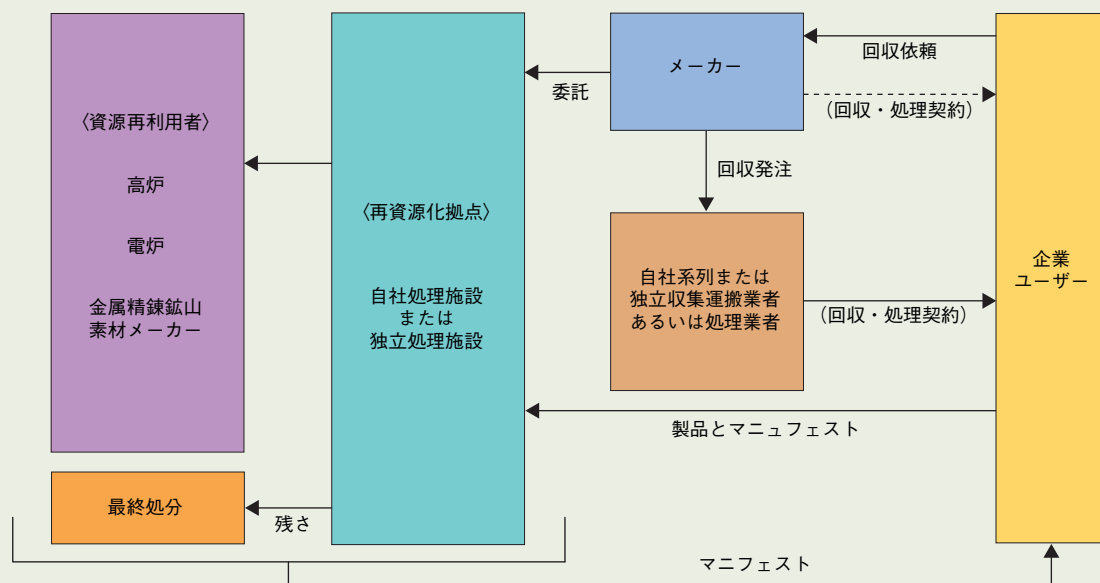 〈資源再利用者〉
高炉
電炉
金属精錬鉱山
素材メーカー
最終処分
残さ
〈再資源化拠点〉
自社処理施設
または
独立処理施設
委託
メーカー
回収発注
自社系列または
独立収集運搬業者
あるいは処理業者
回収依頼
（回収・処理契約）
（回収・処理契約）
製品とマニュフェスト
企業
ユーザー
マニフェスト